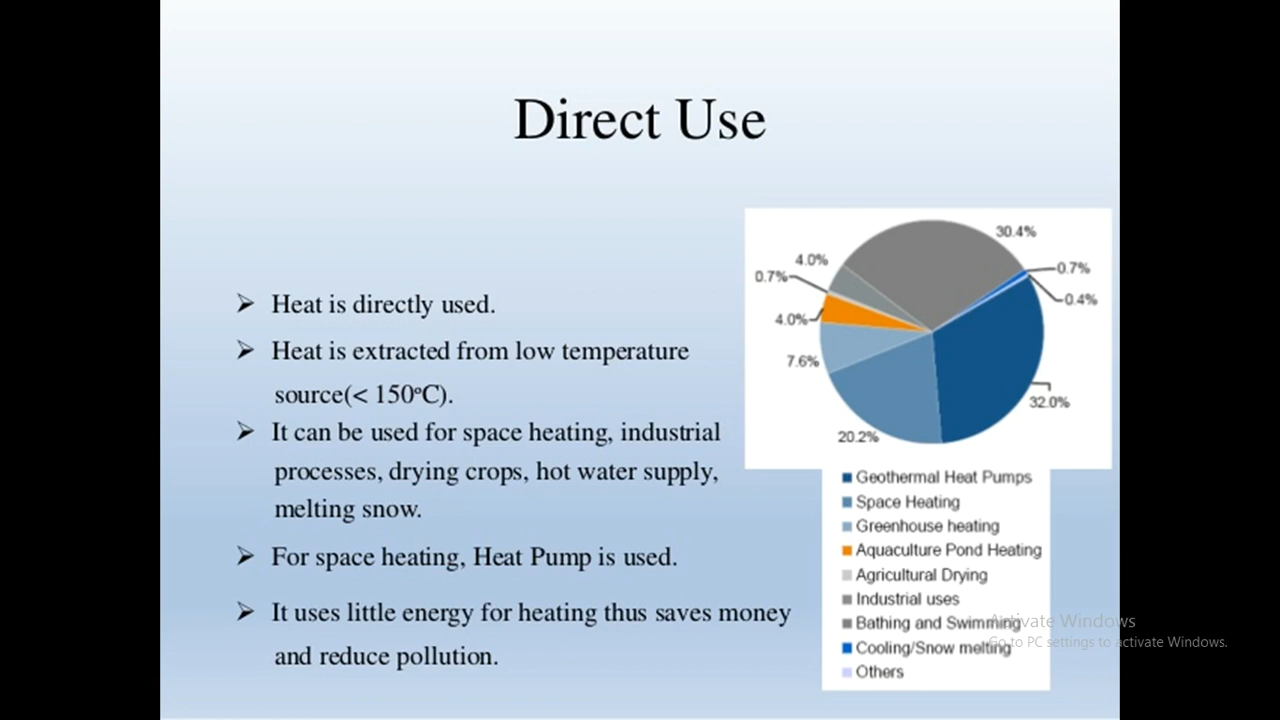 Direct Use
➢ Heat is directly used.
➢ Heat is extracted from low temperature
source(< 150°C).
➢ It can be used for space heating, industrial
processes, drying crops, hot water supply,
melting snow.
➢ For space heating, Heat Pump is used.
➢ It uses little energy for heating thus saves money
and reduce pollution.
30.4%
4.0%
0.7%
0.7%
0.4%
4.0%
7.6%
32.0%
20.2%
Geothermal Heat Pumps
Space Heating
Greenhouse heating
Aquaculture Pond Heating
Agricultural Drying
Industrial uses
Bathing and Swimming
Cooling/Snow melting
Others
Activate Windows
Go to PC settings to activate Windows.